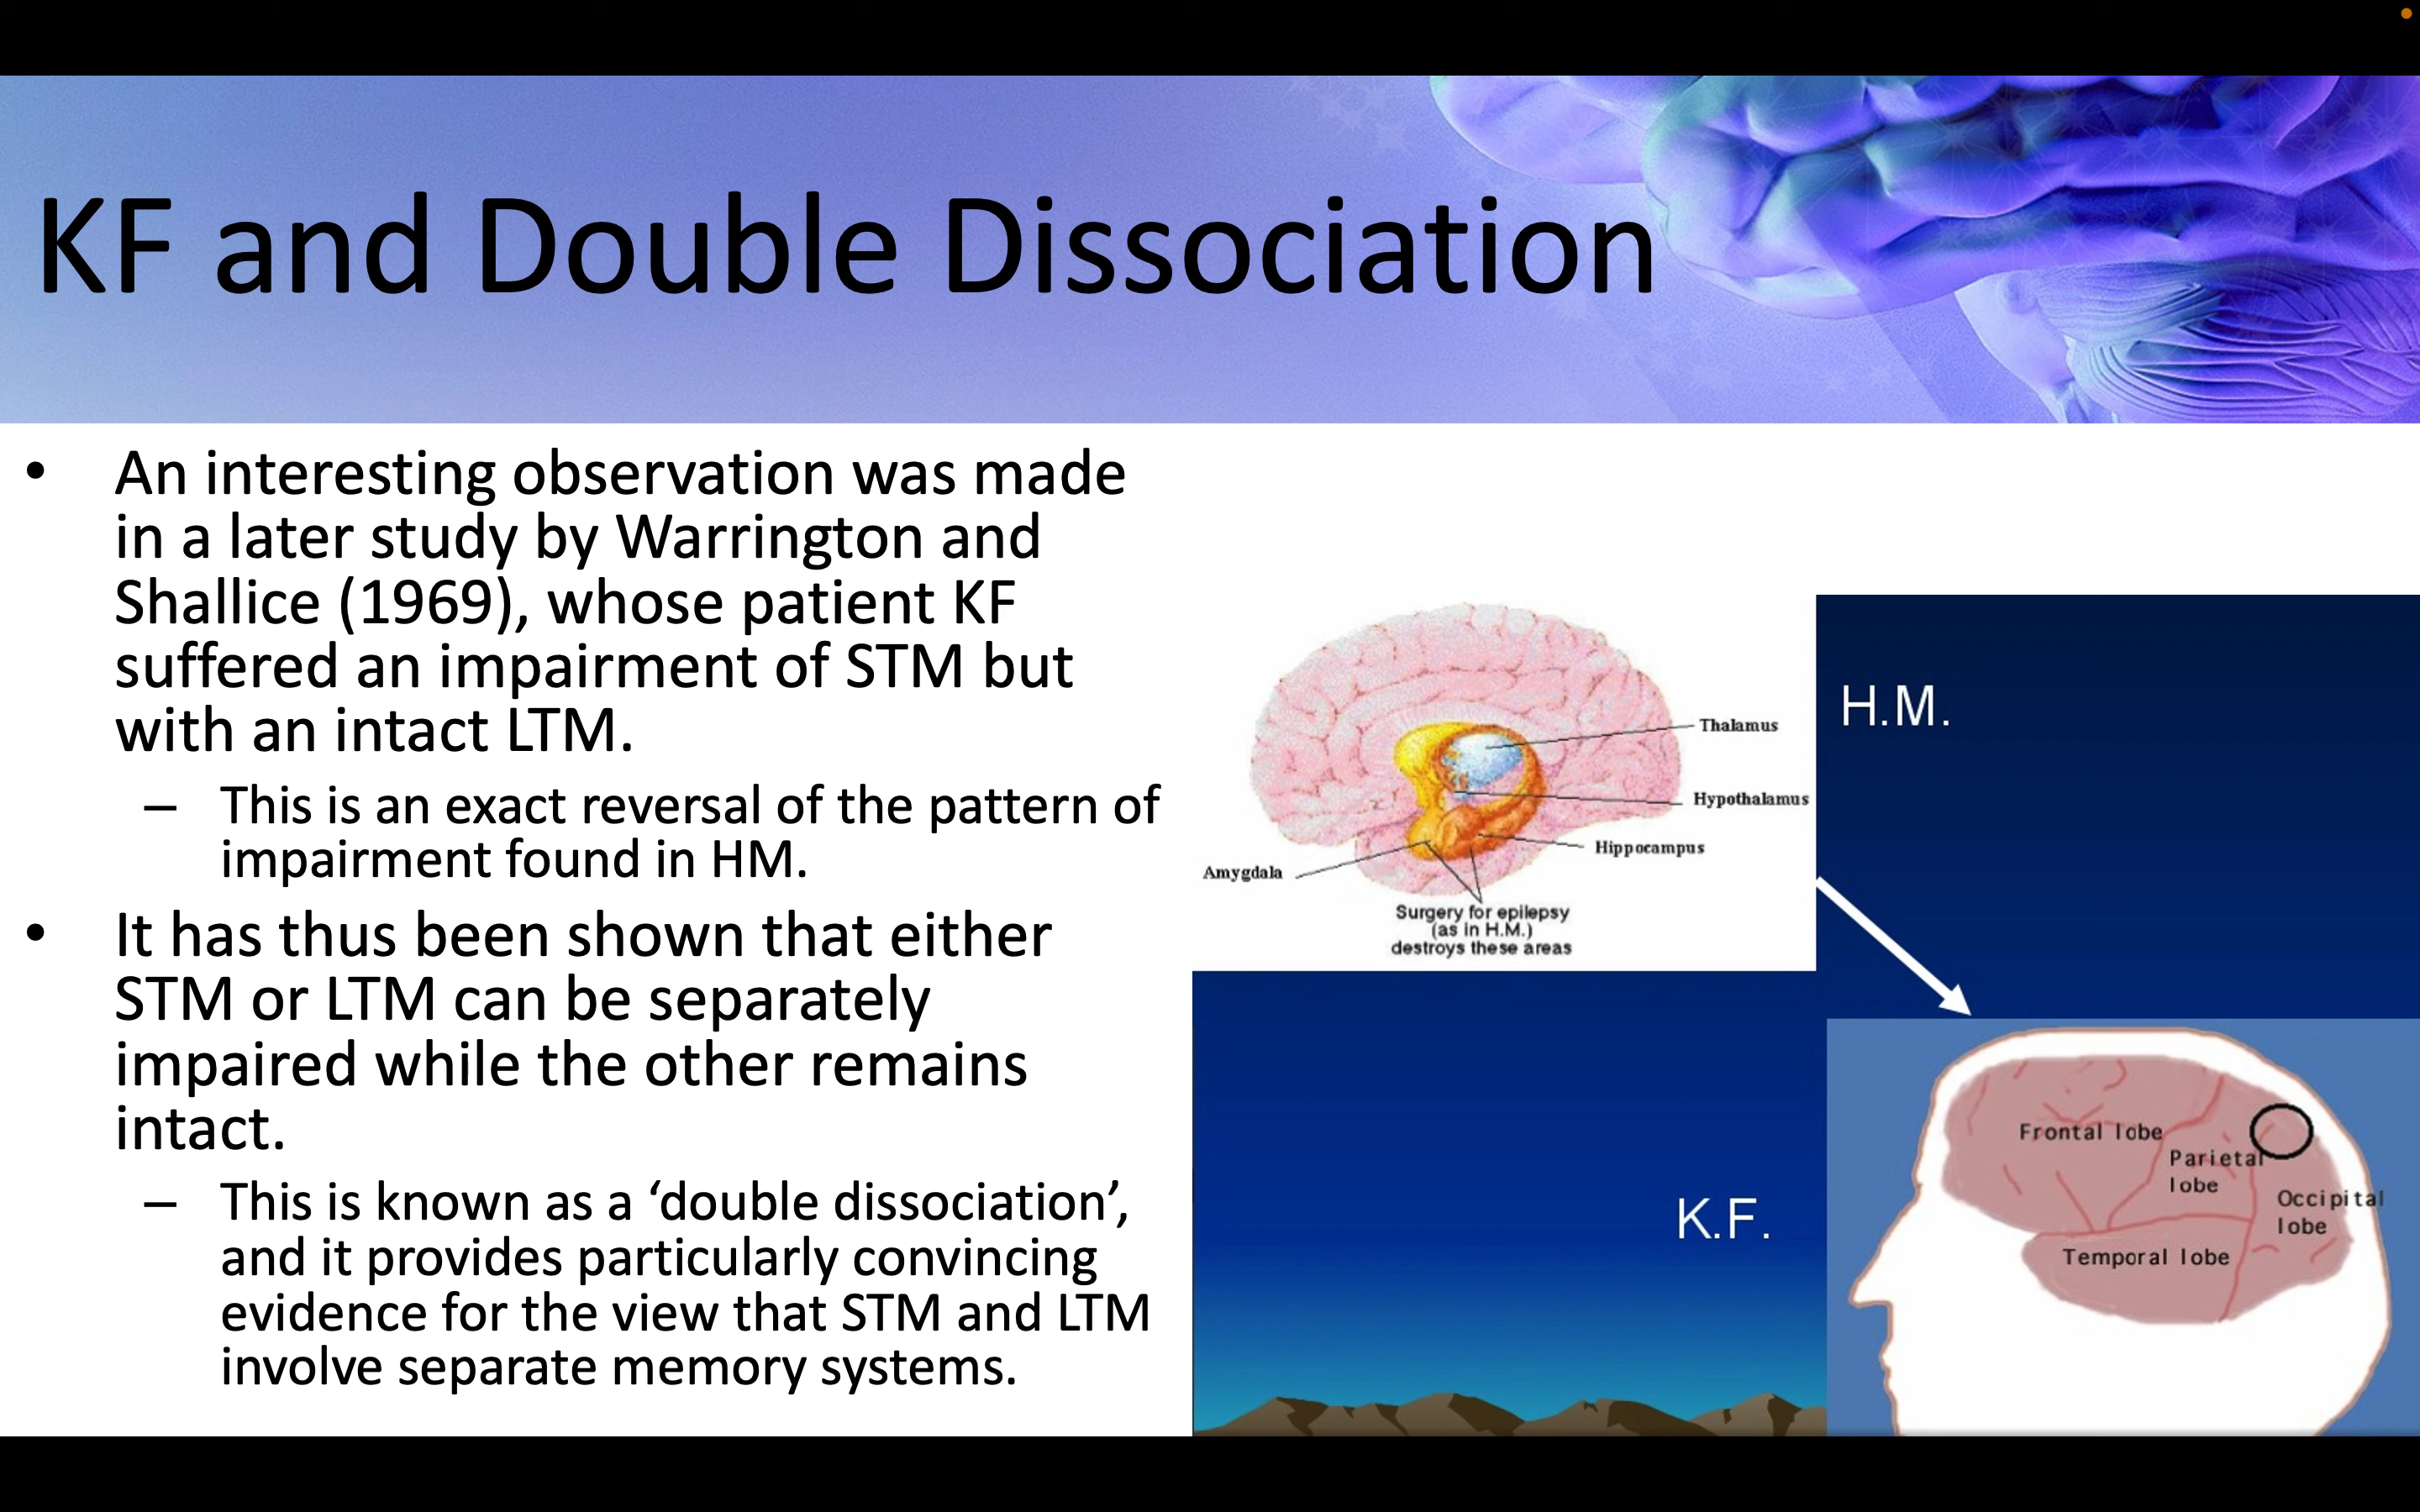 KF and Double Dissociation
• An interesting observation was made
in a later study by Warrington and
Shallice (1969), whose patient KF
suffered an impairment of STM but
with an intact LTM.
– This is an exact reversal of the pattern of
impairment found in HM.
• It has thus been shown that either
STM or LTM can be separately
impaired while the other remains
intact.
– This is known as a ‘double dissociation’,
and it provides particularly convincing
evidence for the view that STM and LTM
involve separate memory systems.
H.M.
Thalamus
Hypothalamus
Hippocampus
Amygdala
Surgery for epilepsy
(as in H.M.)
destroys these areas
K.F.
Frontal lobe
Parietal
lobe
Occipital
lobe
Temporal lobe